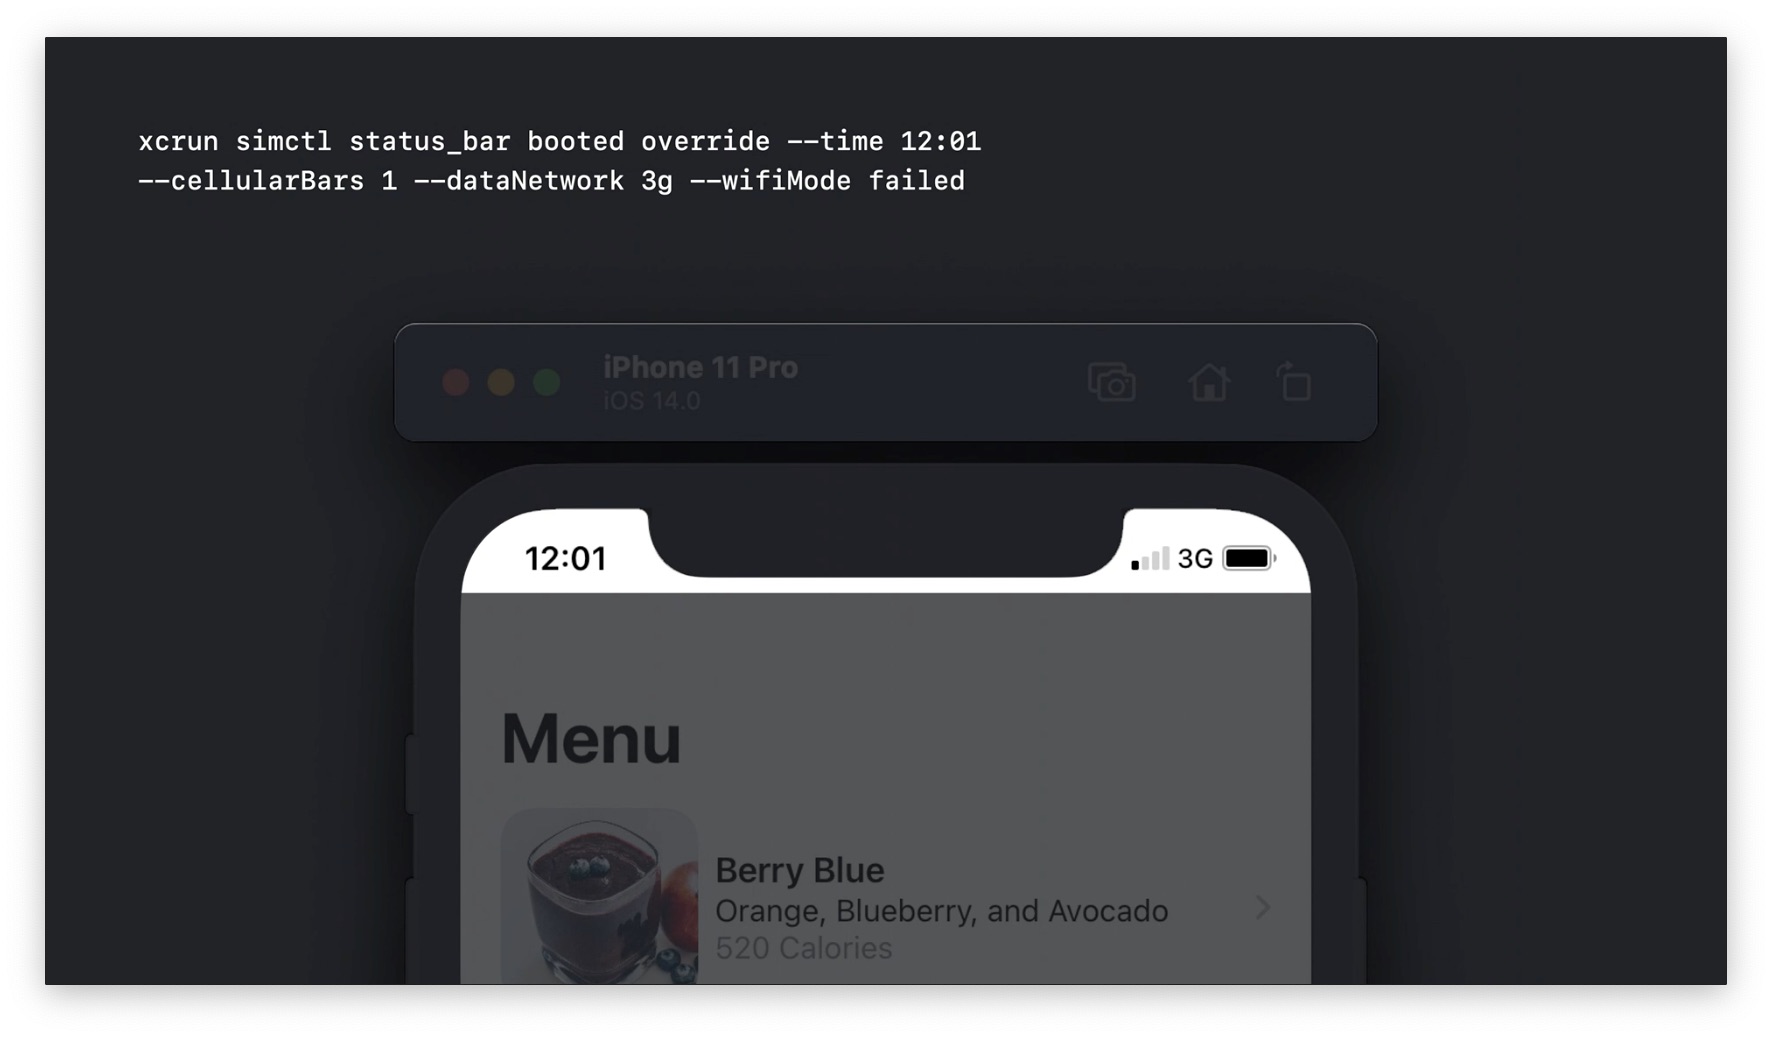 xcrun simctl status_bar booted override --time 12:01
--cellularBars 1 --dataNetwork 3g --wifiMode failed
iPhone 11 Pro
iOS 14.0
12:01
3G
Menu
Berry Blue
Orange, Blueberry, and Avocado
520 Calories